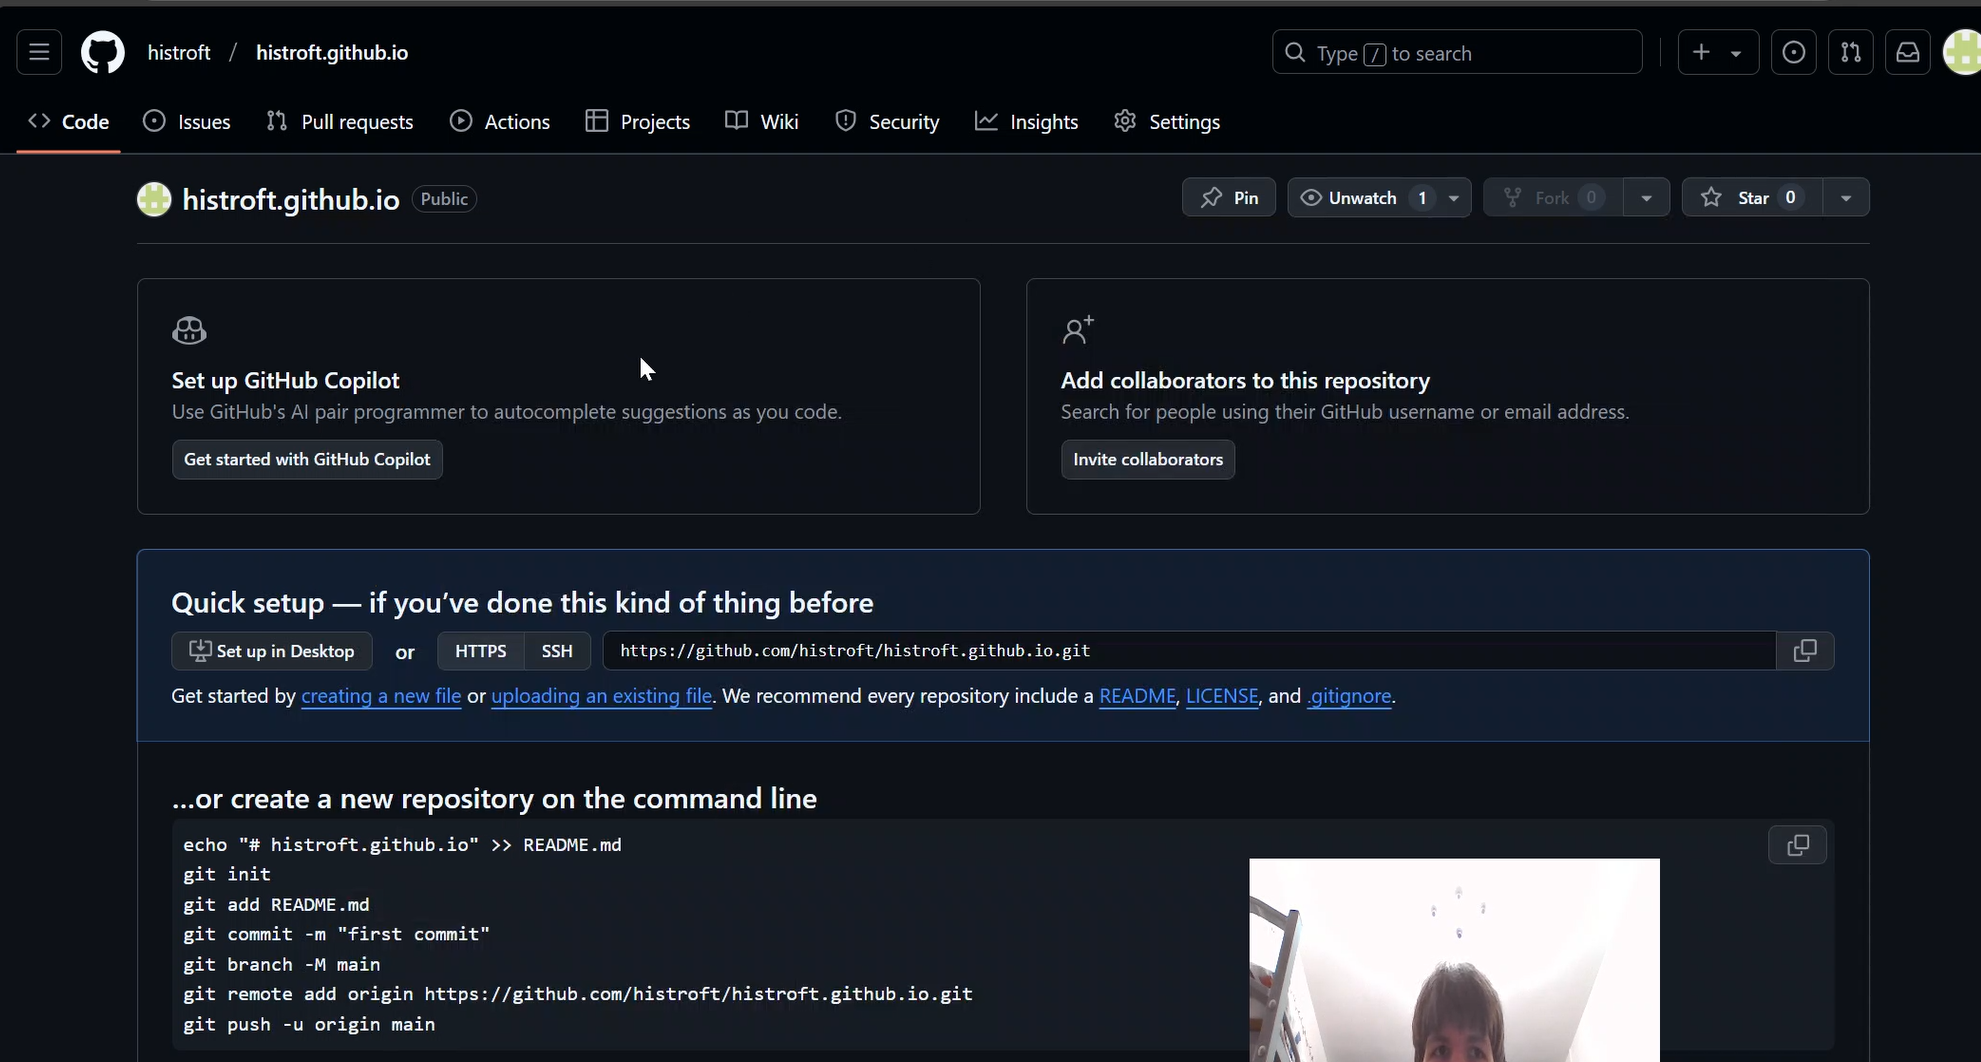 histroft / histroft.github.io
Type / to search
Code Issues Pull requests Actions Projects Wiki Security Insights Settings
histroft.github.io Public
Pin Unwatch 1 Fork 0 Star 0
Set up GitHub Copilot
Use GitHub's AI pair programmer to autocomplete suggestions as you code.
Get started with GitHub Copilot
Add collaborators to this repository
Search for people using their GitHub username or email address.
Invite collaborators
Quick setup — if you’ve done this kind of thing before
Set up in Desktop or HTTPS SSH https://github.com/histroft/histroft.github.io.git
Get started by creating a new file or uploading an existing file. We recommend every repository include a README, LICENSE, and .gitignore.
…or create a new repository on the command line
echo "# histroft.github.io" >> README.md
git init
git add README.md
git commit -m "first commit"
git branch -M main
git remote add origin https://github.com/histroft/histroft.github.io.git
git push -u origin main